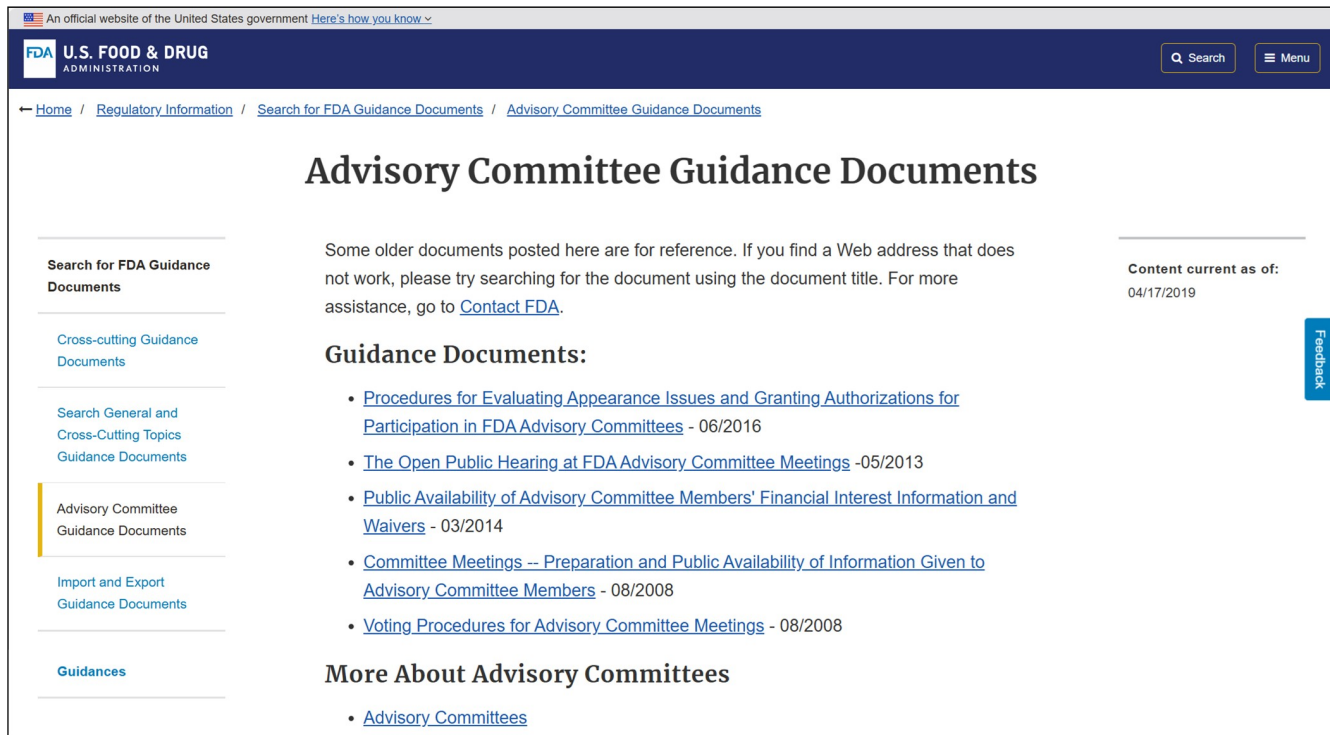 An official website of the United States government Here's how you know
FDA U.S. FOOD & DRUG
ADMINISTRATION
Search
Menu
Home / Regulatory Information / Search for FDA Guidance Documents / Advisory Committee Guidance Documents
Advisory Committee Guidance Documents
Search for FDA Guidance
Documents
Cross-cutting Guidance
Documents
Search General and
Cross-Cutting Topics
Guidance Documents
Advisory Committee
Guidance Documents
Import and Export
Guidance Documents
Guidances
Some older documents posted here are for reference. If you find a Web address that does
not work, please try searching for the document using the document title. For more
assistance, go to Contact FDA.
Guidance Documents:
• Procedures for Evaluating Appearance Issues and Granting Authorizations for
Participation in FDA Advisory Committees - 06/2016
• The Open Public Hearing at FDA Advisory Committee Meetings -05/2013
• Public Availability of Advisory Committee Members' Financial Interest Information and
Waivers - 03/2014
• Committee Meetings -- Preparation and Public Availability of Information Given to
Advisory Committee Members - 08/2008
• Voting Procedures for Advisory Committee Meetings - 08/2008
More About Advisory Committees
• Advisory Committees
Content current as of:
04/17/2019
Feedback